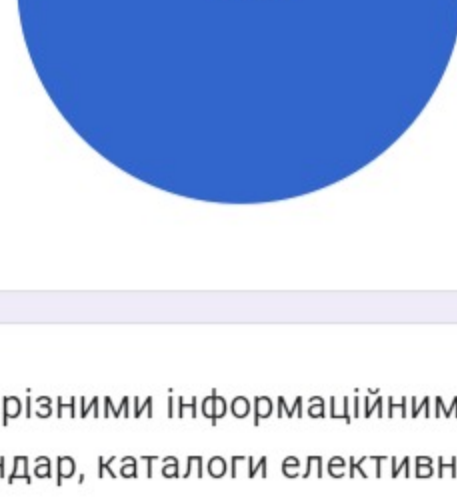 різними інформаційним
ндар, каталоги елективн